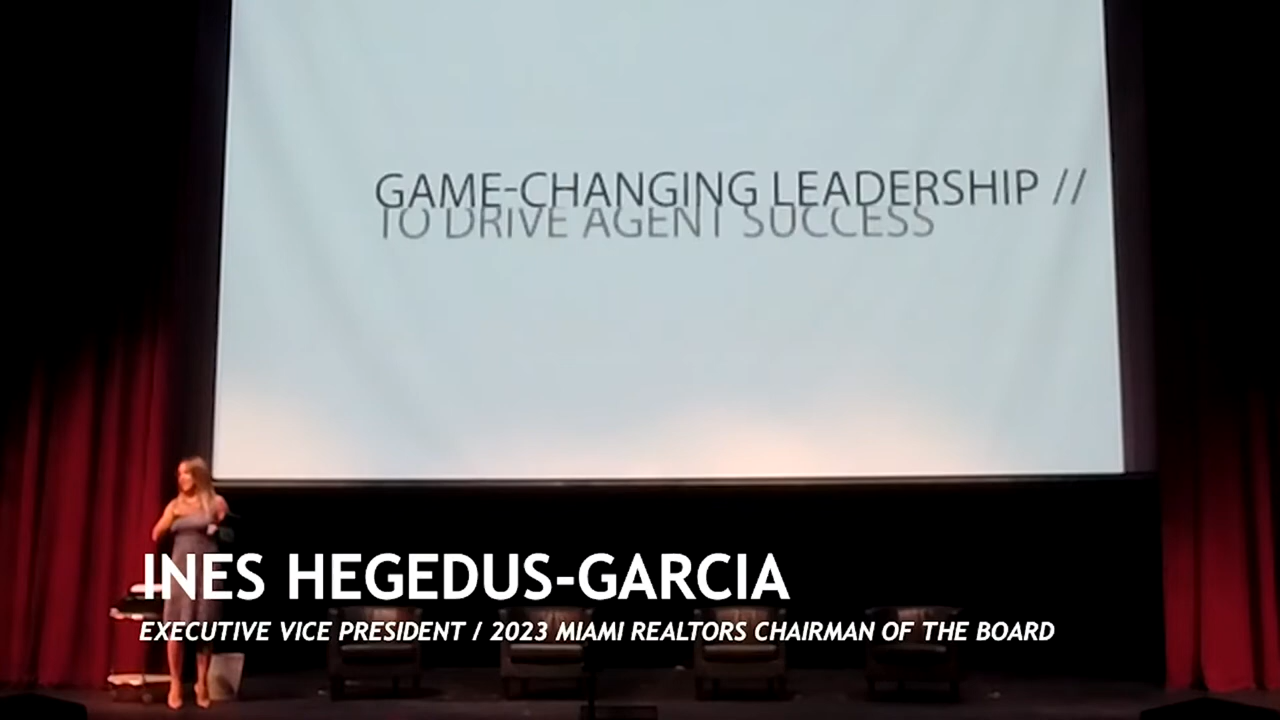 GAME-CHANGING LEADERSHIP //
TO DRIVE AGENT SUCCESS
INES HEGEDUS-GARCIA
EXECUTIVE VICE PRESIDENT / 2023 MIAMI REALTORS CHAIRMAN OF THE BOARD